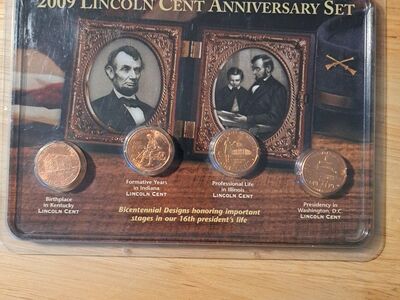 2009 LINCOLN CENT ANNIVERSARY SET
Birthplace
in Kentucky
LINCOLN CENT
Formative Years
in Indiana
LINCOLN CENT
Professional Life
in Illinois
LINCOLN CENT
Presidency in
Washington, D.C.
LINCOLN CENT
Bicentennial Designs honoring important
stages in our 16th president's life